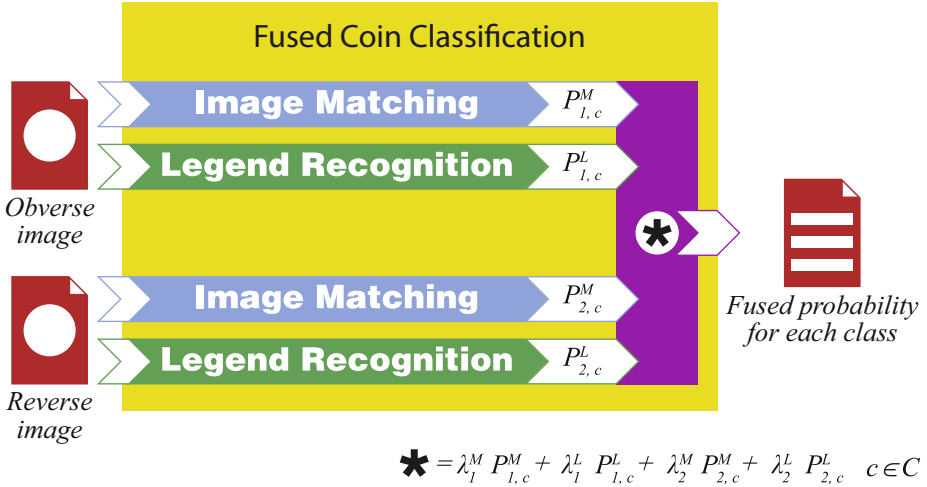 Fused Coin Classification
Image Matching
P^M_{1, c}
Legend Recognition
P^L_{1, c}
Obverse
image
*
Image Matching
P^M_{2, c}
Legend Recognition
P^L_{2, c}
Reverse
image
Fused probability
for each class
* = λ^M_1 P^M_{1, c} + λ^L_1 P^L_{1, c} + λ^M_2 P^M_{2, c} + λ^L_2 P^L_{2, c} c ∈ C